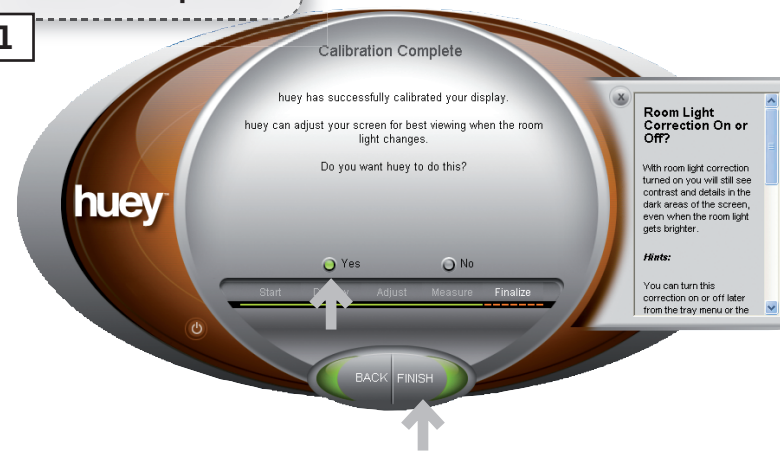 1
Calibration Complete
huey has successfully calibrated your display.
huey can adjust your screen for best viewing when the room
light changes.
Do you want huey to do this?
huey™
Yes
No
Start
Adjust
Measure
Finalize
BACK
FINISH
X
Room Light
Correction On or
Off?
With room light correction
turned on you will still see
contrast and details in the
dark areas of the screen,
even when the room light
gets brighter.
Hints:
You can turn this
correction on or off later
from the tray menu or the